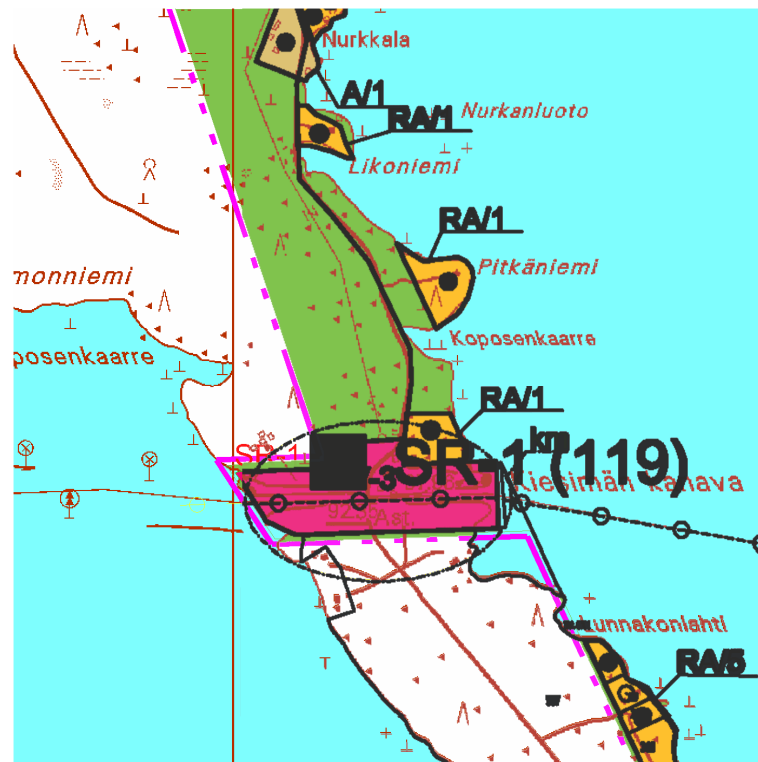 Nurkkala
A/1
RA/1
Nurkanluoto
Likoniemi
RA/1
Pitkäniemi
monniemi
Koposenkaarre
posenkaarre
RA/1
km
SR-1
-3
SR-1 (119)
Kiesimän kanava
Ast.
unnakonlahti
RA/5
T